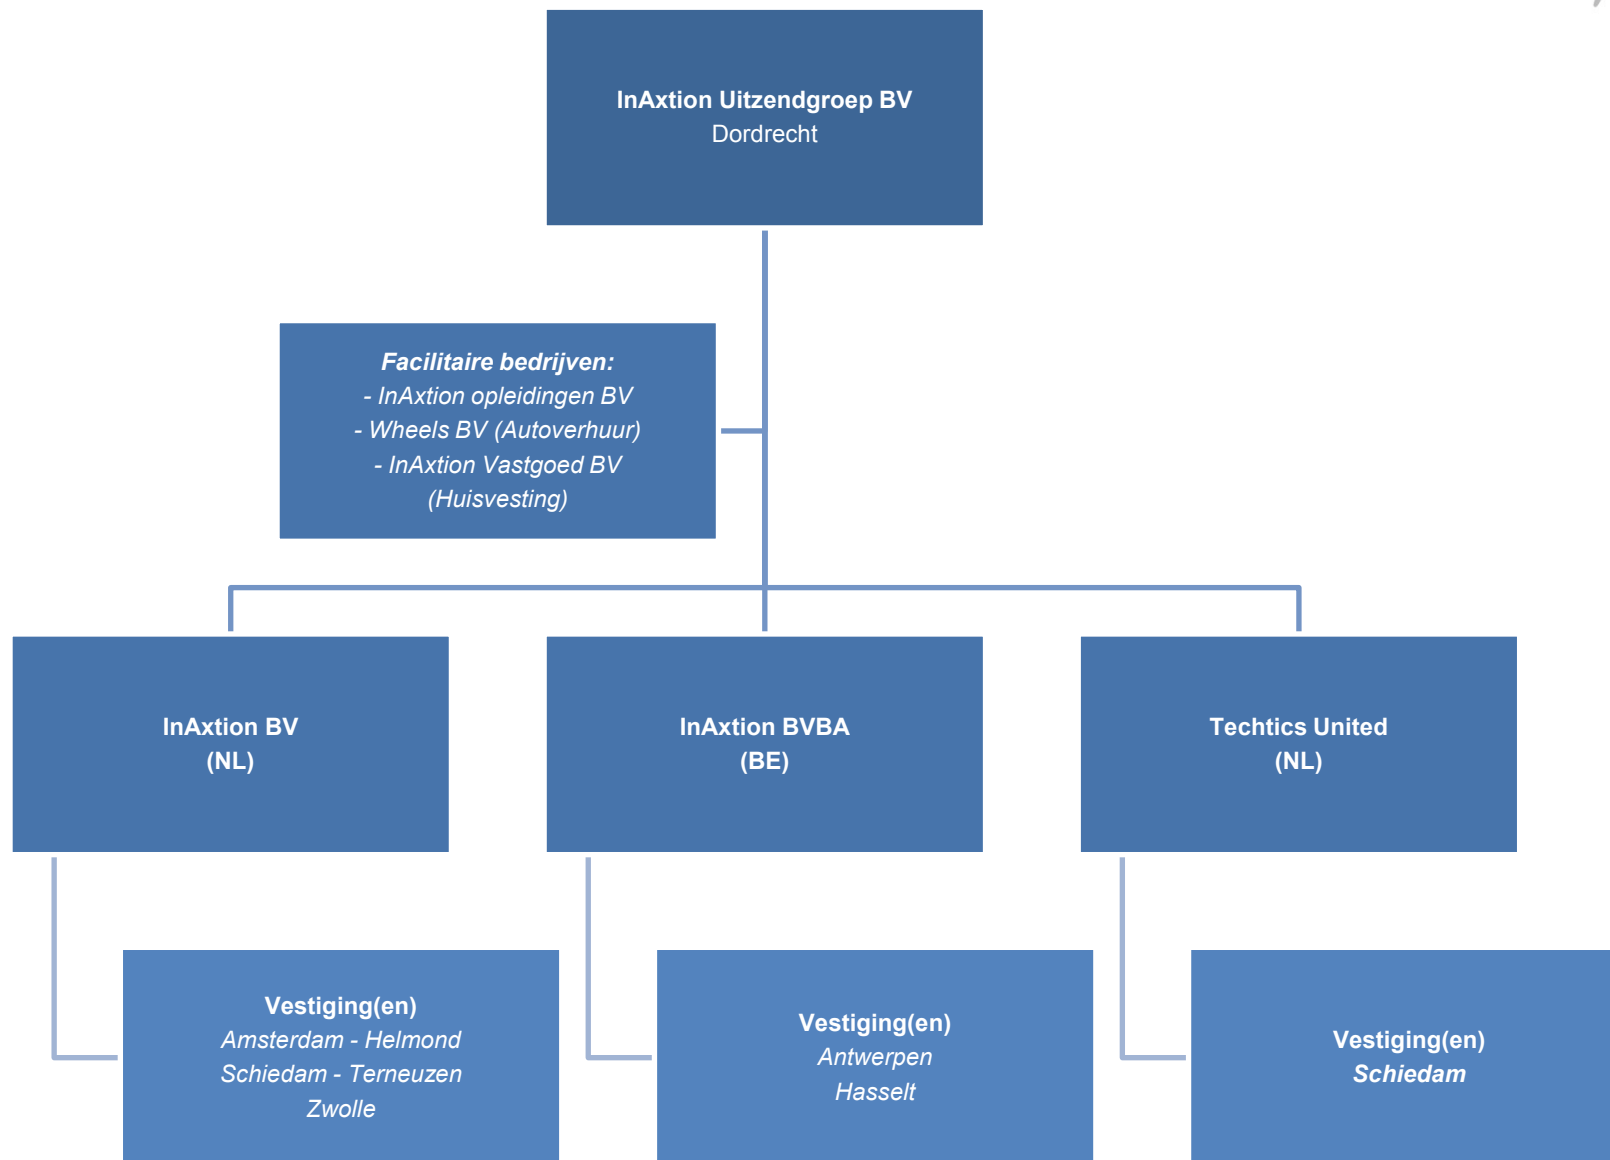 InAxtion Uitzendgroep BV
Dordrecht
Facilitaire bedrijven:
- InAxtion opleidingen BV
- Wheels BV (Autoverhuur)
- InAxtion Vastgoed BV
(Huisvesting)
InAxtion BV
(NL)
InAxtion BVBA
(BE)
Techtics United
(NL)
Vestiging(en)
Amsterdam - Helmond
Schiedam - Terneuzen
Zwolle
Vestiging(en)
Antwerpen
Hasselt
Vestiging(en)
Schiedam